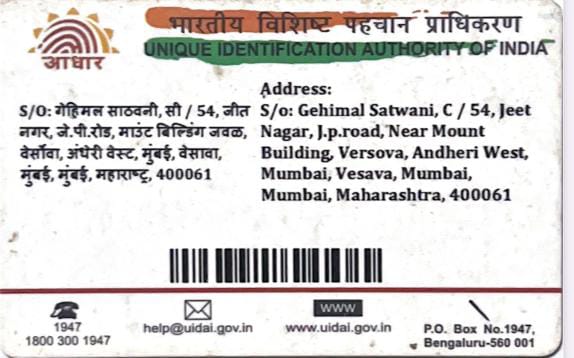 भारतीय विशिष्ट पहचान प्राधिकरण
UNIQUE IDENTIFICATION AUTHORITY OF INDIA
आधार
S/O: गेहिमल साठवनी, सी / 54, जीत
नगर, जे.पी.रोड, माउंट बिल्डिंग जवळ,
वेर्सोवा, अंधेरी वेस्ट, मुंबई, वेसावा,
मुंबई, मुंबई, महाराष्ट्र, 400061
Address:
S/o: Gehimal Satwani, C / 54, Jeet
Nagar, J.p.road, Near Mount
Building, Versova, Andheri West,
Mumbai, Vesava, Mumbai,
Mumbai, Maharashtra, 400061
1947
1800 300 1947
help@uidai.gov.in
WWW
www.uidai.gov.in
P.O. Box No.1947,
Bengaluru-560 001